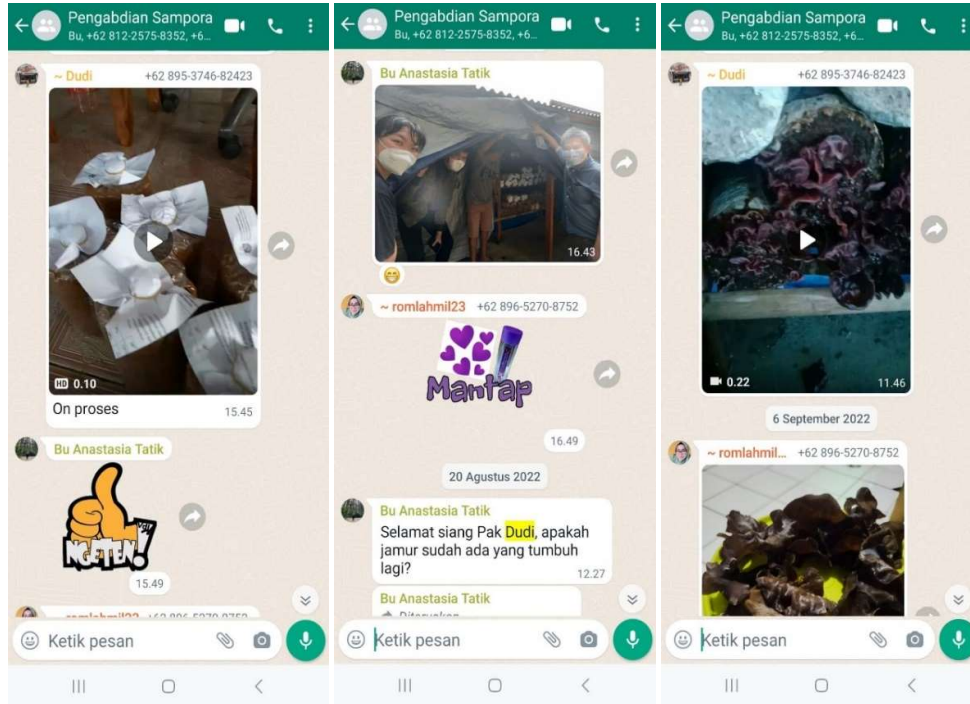 Pengabdian Sampora
Bu, +62 812-2575-8352, +6...
~ Dudi +62 895-3746-82423
HD 0.10
On proses 15.45
Bu Anastasia Tatik
NGETEN!
15.49
+62 896-5270-8752
Ketik pesan
Pengabdian Sampora
Bu, +62 812-2575-8352, +6...
Bu Anastasia Tatik
16.43
~ romlahmil23 +62 896-5270-8752
Mantap
16.49
20 Agustus 2022
Bu Anastasia Tatik
Selamat siang Pak Dudi, apakah
jamur sudah ada yang tumbuh
lagi?
12.27
Bu Anastasia Tatik
Ketik pesan
Pengabdian Sampora
Bu, +62 812-2575-8352, +6...
~ Dudi +62 895-3746-82423
0.22 11.46
6 September 2022
~ romlahmil... +62 896-5270-8752
Ketik pesan